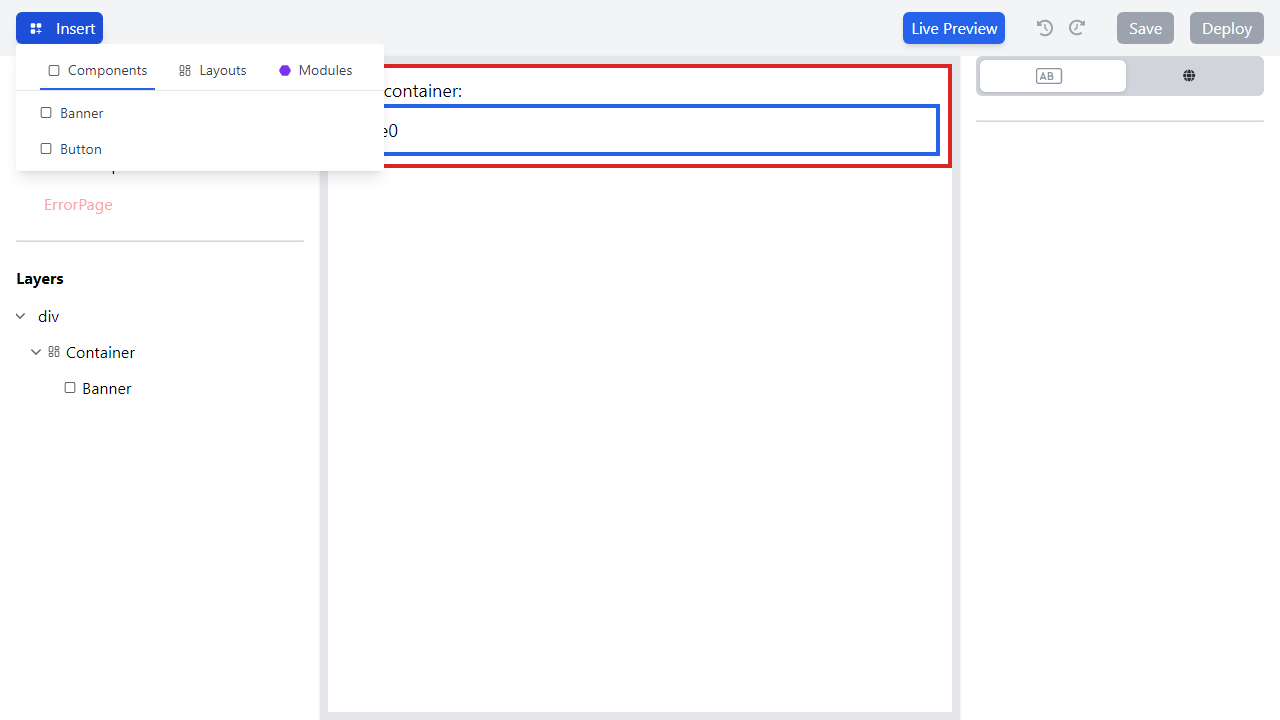 Insert
Live Preview
Save
Deploy
Components
Layouts
Modules
Banner
Button
container:
e0
AB
ErrorPage
Layers
div
Container
Banner